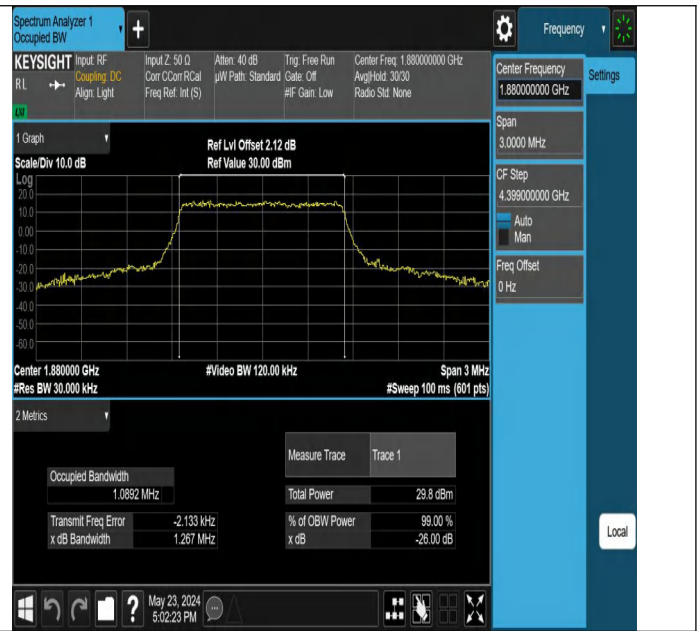 Spectrum Analyzer 1
Occupied BW
+
Frequency
KEYSIGHT
RL
LXI
Input: RF
Coupling: DC
Align: Light
Input Z: 50 Ω
Corr CCorr RCal
Freq Ref: Int (S)
Atten: 40 dB
µW Path: Standard
Trig: Free Run
Gate: Off
#IF Gain: Low
Center Freq: 1.880000000 GHz
Avg|Hold: 30/30
Radio Std: None
Center Frequency
1.880000000 GHz
Settings
Span
3.0000 MHz
CF Step
4.399000000 GHz
Auto
Man
Freq Offset
0 Hz
Local
1 Graph
Scale/Div 10.0 dB
Ref Lvl Offset 2.12 dB
Ref Value 30.00 dBm
Log
20.0
10.0
0.00
-10.0
-20.0
-30.0
-40.0
-50.0
-60.0
Center 1.880000 GHz
#Res BW 30.000 kHz
#Video BW 120.00 kHz
Span 3 MHz
#Sweep 100 ms (601 pts)
2 Metrics
Measure Trace Trace 1
Occupied Bandwidth
1.0892 MHz
Total Power 29.8 dBm
Transmit Freq Error -2.133 kHz
% of OBW Power 99.00 %
x dB Bandwidth 1.267 MHz
x dB -26.00 dB
?
May 23, 2024
5:02:23 PM